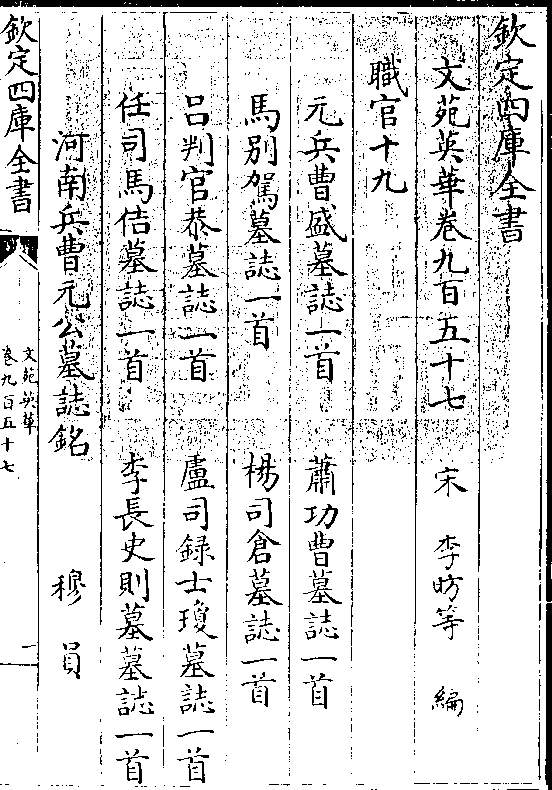 欽定四庫全書
文苑英華卷九百五十七
宋 李昉等 編
職官十九
元兵曹盛墓誌一首 蕭功曹墓誌一首
馬別駕墓誌一首 楊司倉墓誌一首
呂判官恭墓誌一首 盧司録士瓊墓誌一首
任司馬佶墓誌一首 李長史則墓墓誌一首
河南兵曹元公墓誌銘 穆員
欽定四庫全書
文苑英華
卷九百五十七
一